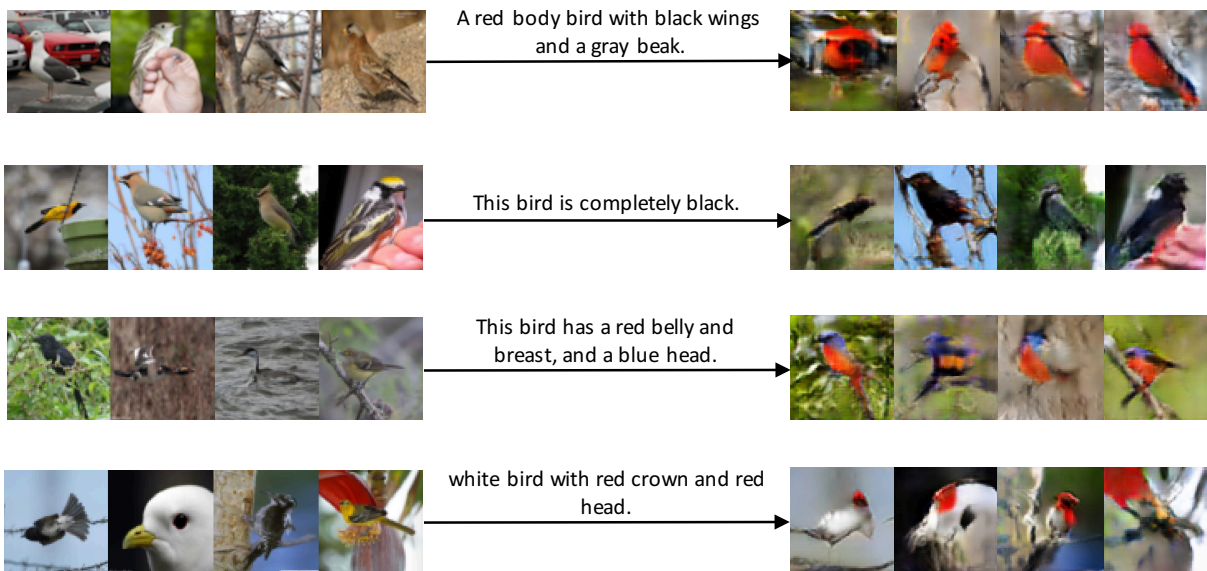 A red body bird with black wings
and a gray beak.
This bird is completely black.
This bird has a red belly and
breast, and a blue head.
white bird with red crown and red
head.